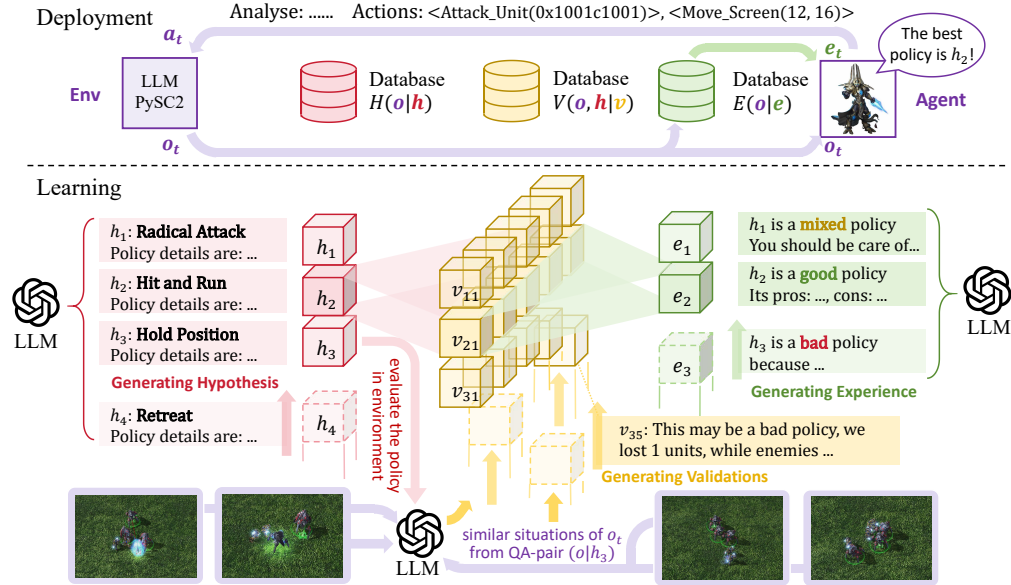 Deployment
Analyse: ...... Actions: <Attack_Unit(0x1001c1001)>, <Move_Screen(12, 16)>
a_t
e_t
The best
policy is h_2!
Env
LLM
PySC2
Database
H(o|h)
Database
V(o, h|v)
Database
E(o|e)
Agent
o_t
o_t
Learning
h_1: Radical Attack
Policy details are: ...
h_2: Hit and Run
Policy details are: ...
h_3: Hold Position
Policy details are: ...
Generating Hypothesis
h_4: Retreat
Policy details are: ...
LLM
h_1
h_2
h_3
h_4
evaluate the policy
in environment
v_11
v_21
v_31
e_1
e_2
e_3
h_1 is a mixed policy
You should be care of...
h_2 is a good policy
Its pros: ..., cons: ...
h_3 is a bad policy
because ...
Generating Experience
LLM
v_35: This may be a bad policy, we
lost 1 units, while enemies ...
Generating Validations
LLM
similar situations of o_t
from QA-pair (o|h_3)